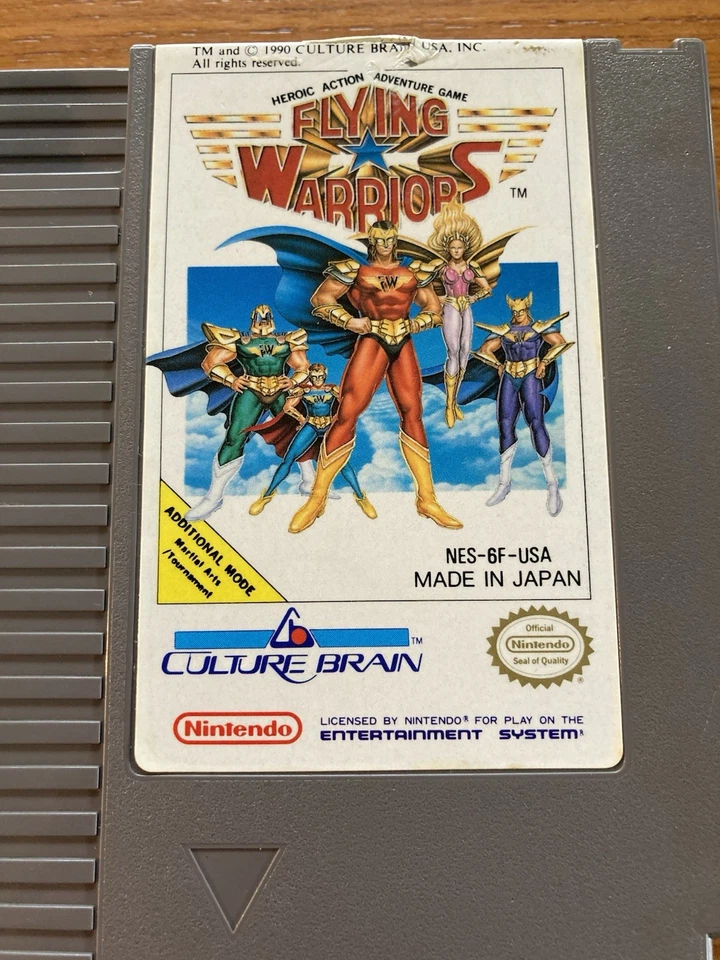 TM and © 1990 CULTURE BRAIN USA, INC.
All rights reserved.
HEROIC ACTION ADVENTURE GAME
FLYING
WARRIORS
TM
FW
FW
ADDITIONAL MODE
Martial Arts
/Tournament
NES-6F-USA
MADE IN JAPAN
TM
CULTURE BRAIN
Official
Nintendo
Seal of Quality
®
Nintendo
LICENSED BY NINTENDO® FOR PLAY ON THE
ENTERTAINMENT SYSTEM®